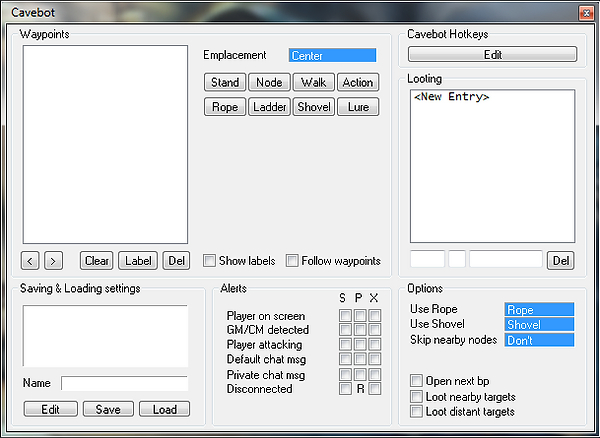 Cavebot
Waypoints
Emplacement Center
Stand Node Walk Action
Rope Ladder Shovel Lure
< > Clear Label Del
Show labels Follow waypoints
Cavebot Hotkeys
Edit
Looting
<New Entry>
Del
Saving & Loading settings
Name
Edit Save Load
Alerts
S P X
Player on screen
GM/CM detected
Player attacking
Default chat msg
Private chat msg
Disconnected R
Options
Use Rope Rope
Use Shovel Shovel
Skip nearby nodes Don't
Open next bp
Loot nearby targets
Loot distant targets